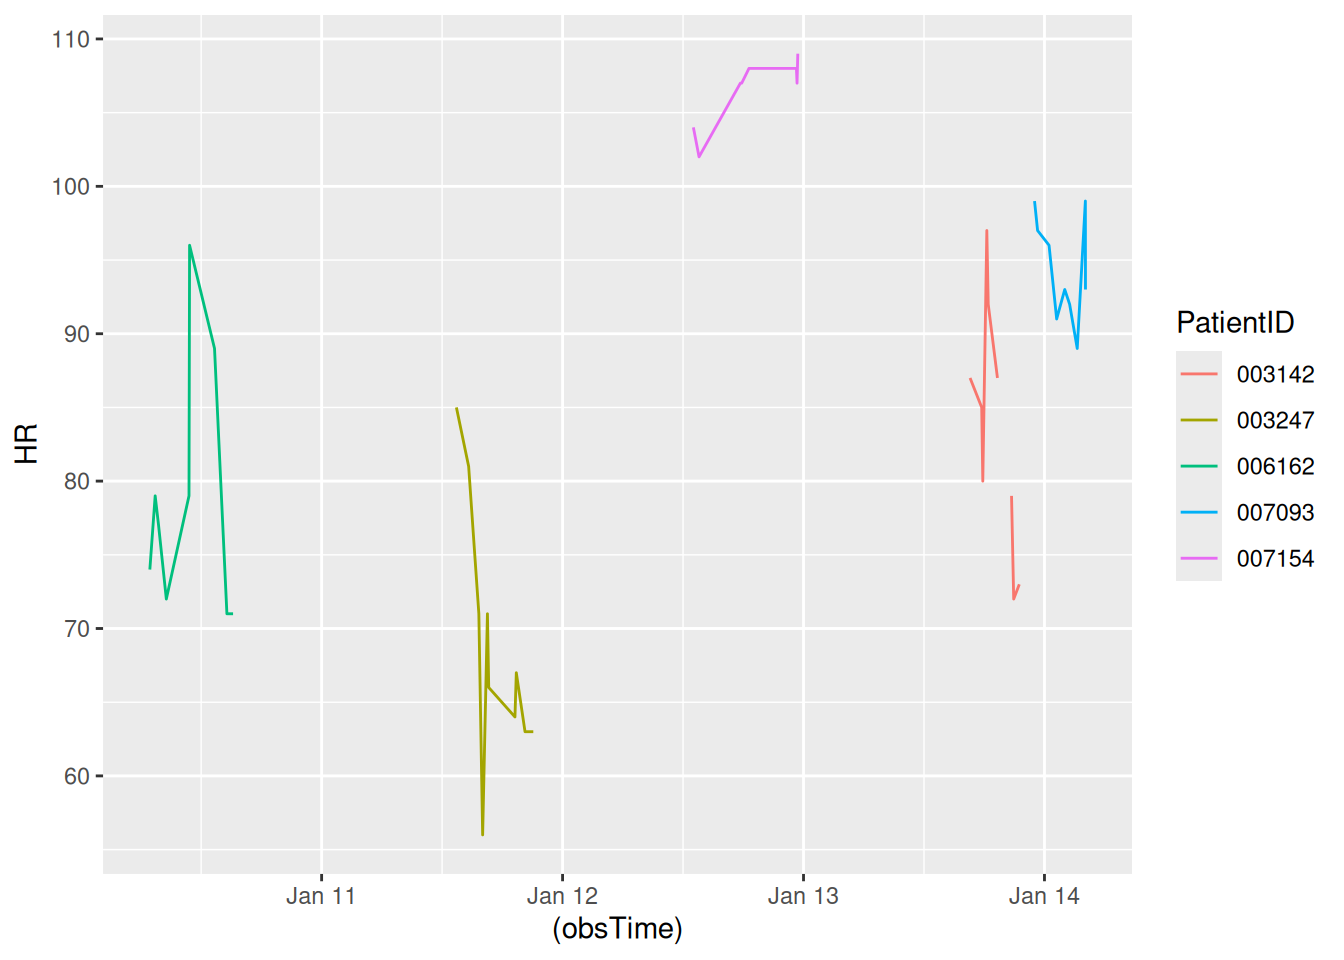 110
100
90
80
70
60
HR
Jan 11
Jan 12
Jan 13
Jan 14
(obsTime)
PatientID
003142
003247
006162
007093
007154